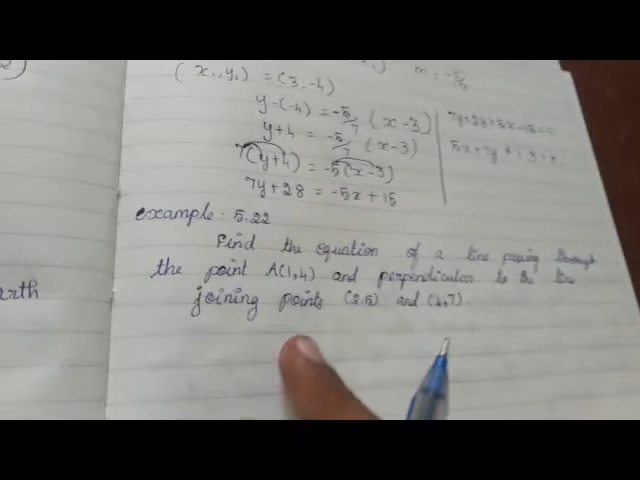 (x₁, y₁) = (3, -4)
m = -5/7
y-(-4) = -5/7 (x-3)
y+4 = -5/7 (x-3)
7(y+4) = -5(x-3)
7y+28 = -5x+15
7y+28+5x-15=0
5x+7y+13=0
example. 5.22
Find the equation of a line passing through
the point A(1,4) and perpendicular to the line
joining points (2,5) and (4,7).